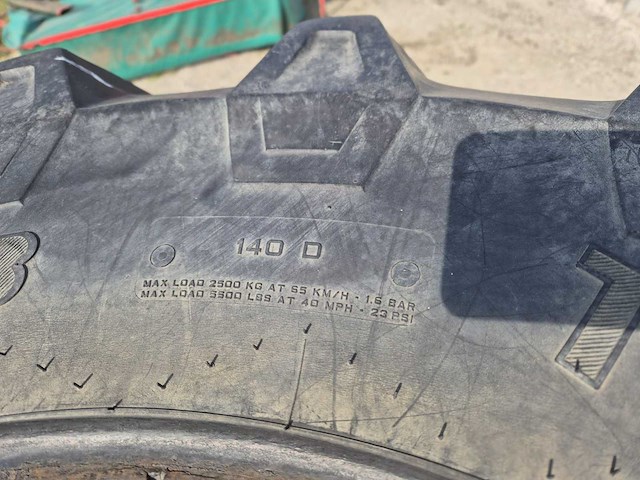 140 D
MAX LOAD 2500 KG AT 65 KM/H - 1.6 BAR
MAX LOAD 5500 LBS AT 40 MPH - 23 PSI